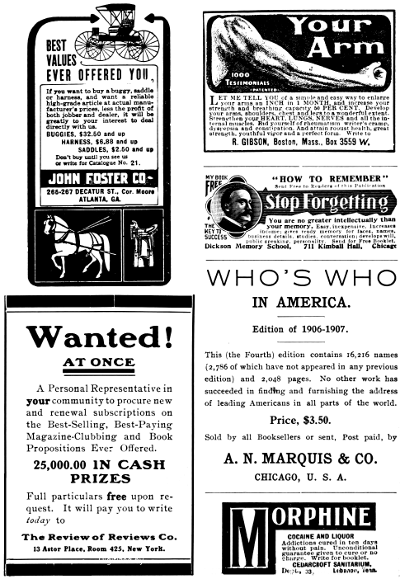 BEST
VALUES
EVER OFFERED YOU
If you want to buy a buggy, saddle
or harness, and want a reliable
high-grade article at actual manu-
facturer's prices, less the profit of
both jobber and dealer, it will be
greatly to your interest to deal
directly with us.
BUGGIES, $32.50 and up
HARNESS, $6.88 and up
SADDLES, $2.50 and up
Don't buy until you see us
or write for Catalogue No. 21.
JOHN FOSTER CO.
265-267 DECATUR ST., Cor. Moore
ATLANTA, GA.
Wanted!
AT ONCE
A Personal Representative in
your community to procure new
and renewal subscriptions on
the Best-Selling, Best-Paying
Magazine-Clubbing and Book
Propositions Ever Offered.
25,000.00 IN CASH
PRIZES
Full particulars free upon re-
quest. It will pay you to write
today to
The Review of Reviews Co.
13 Astor Place, Room 425, New York.
Your
Arm
1000
TESTIMONIALS
PATENTED
LET ME TELL YOU of a simple and easy way to enlarge
your arms an INCH in 1 MONTH, and increase your
strength and breathing capacity 50 PER CENT. Develop
your arms, shoulders, chest and legs to a wonderful extent.
Strengthen your HEART, LUNGS, NERVES and all the in-
ternal muscles. Rid yourself of rheumatism, writer's cramp,
dyspepsia and constipation. And attain robust health, great
strength, youthful vigor and a perfect form. Write to
R. GIBSON, Boston, Mass., Box 3559 W.
MY BOOK
FREE
"HOW TO REMEMBER"
Sent Free to Readers of this Publication
Stop Forgetting
THE
KEY TO
SUCCESS
You are no greater intellectually than
your memory. Easy, inexpensive. Increases
income; gives ready memory for faces, names,
business details, studies, conversation; develops will,
public speaking, personality. Send for Free Booklet.
Dickson Memory School, 711 Kimball Hall, Chicago
WHO'S WHO
IN AMERICA.
Edition of 1906-1907.
This (the Fourth) edition contains 16,216 names
(2,786 of which have not appeared in any previous
edition) and 2,048 pages. No other work has
succeeded in finding and furnishing the address
of leading Americans in all parts of the world.
Price, $3.50.
Sold by all Booksellers or sent, Post paid, by
A. N. MARQUIS & CO.
CHICAGO, U. S. A.
MORPHINE
COCAINE AND LIQUOR
Addictions cured in ten days
without pain. Unconditional
guarantee given to cure or no
charge. Write for booklet.
CEDARCROFT SANITARIUM,
Dept. 33, Lebanon, Tenn.